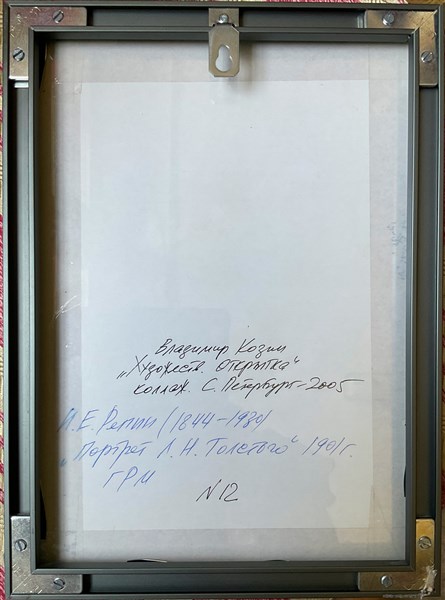 Владимир Козин
„Художеств. открытка"
коллаж. С. Петербург - 2005
И. Е. Репин (1844-1930)
„Портрет Л. Н. Толстого" 1901 г.
ГРМ
N 12